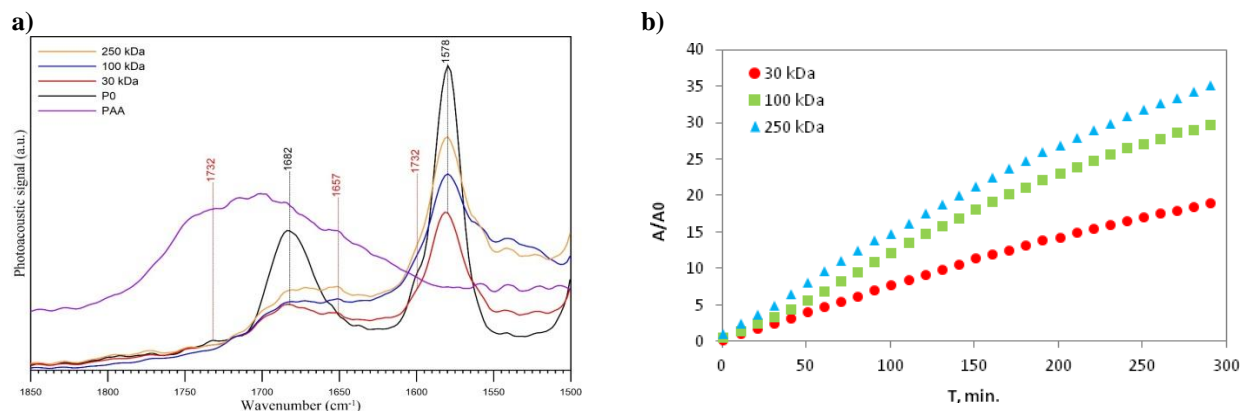 a)
250 kDa
100 kDa
30 kDa
P0
PAA
1732
1682
1657
1732
1578
Photoacoustic signal (a.u.)
1850 1800 1750 1700 1650 1600 1550 1500
Wavenumber (cm⁻¹)
b)
40
35
30
25
20
15
10
5
0
A/A0
30 kDa
100 kDa
250 kDa
0 50 100 150 200 250 300
T, min.